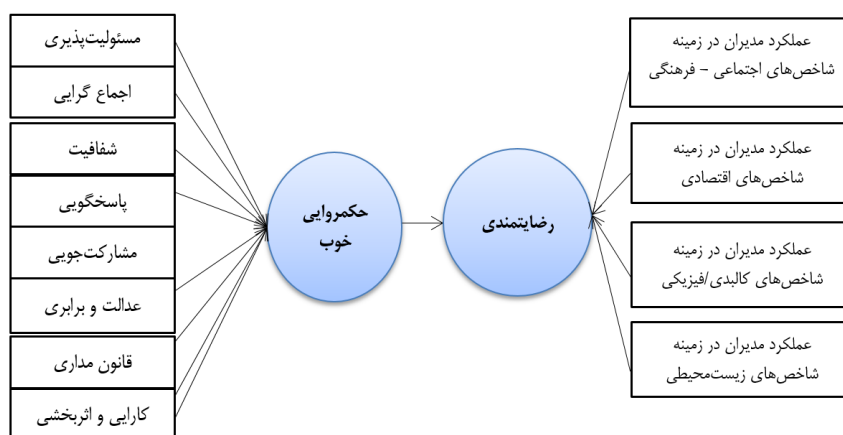 مسئولیت‌پذیری
اجماع گرایی
شفافیت
پاسخگویی
مشارکت‌جویی
عدالت و برابری
قانون مداری
کارایی و اثربخشی
حکمروایی
خوب
رضایتمندی
عملکرد مدیران در زمینه
شاخص‌های اجتماعی – فرهنگی
عملکرد مدیران در زمینه
شاخص‌های اقتصادی
عملکرد مدیران در زمینه
شاخص‌های کالبدی/فیزیکی
عملکرد مدیران در زمینه
شاخص‌های زیست‌محیطی